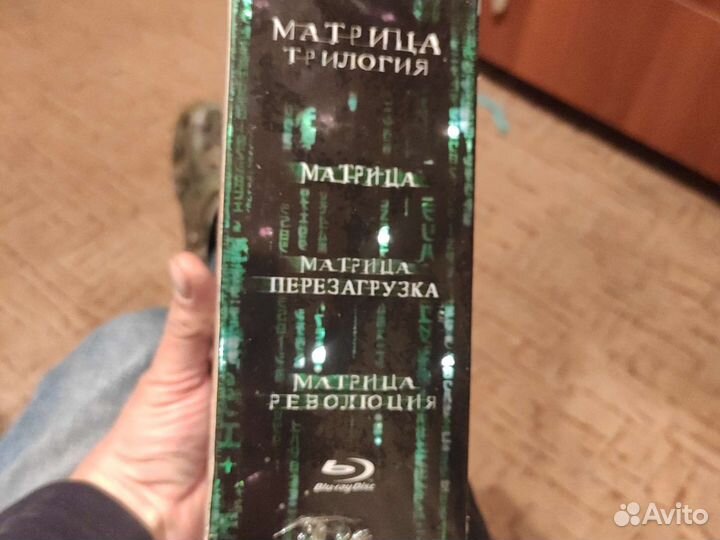 МАТРИЦА
ТРИЛОГИЯ
МАТРИЦА
МАТРИЦА
ПЕРЕЗАГРУЗКА
МАТРИЦА
РЕВОЛЮЦИЯ
Blu-ray Disc
Avito